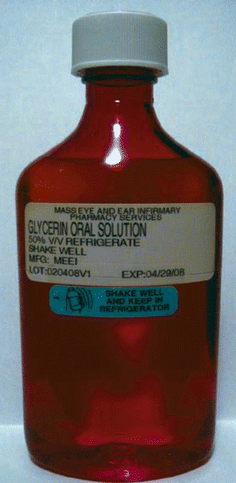 MASS EYE AND EAR INFIRMARY
PHARMACY SERVICES
GLYCERIN ORAL SOLUTION
50% V/V REFRIGERATE
SHAKE WELL
MFG: MEEI
LOT:020408V1 EXP:04/29/08
SHAKE WELL
AND KEEP IN
REFRIGERATOR